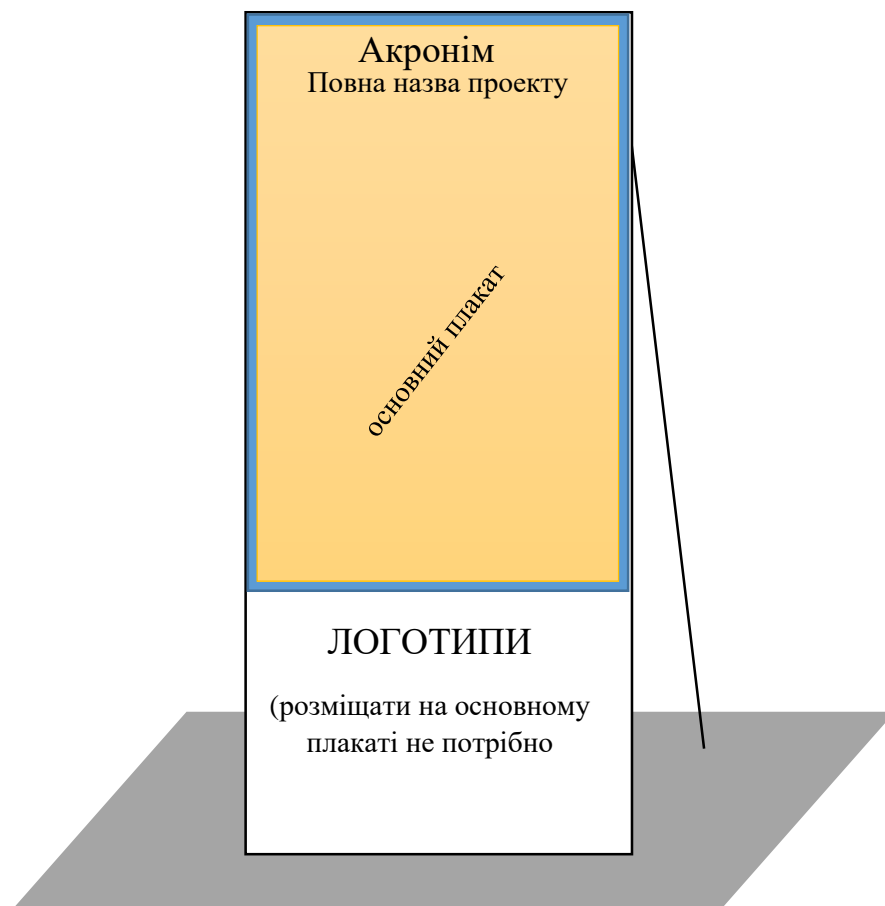 Акронім
Повна назва проекту
основний плакат
ЛОГОТИПИ
(розміщати на основному
плакаті не потрібно